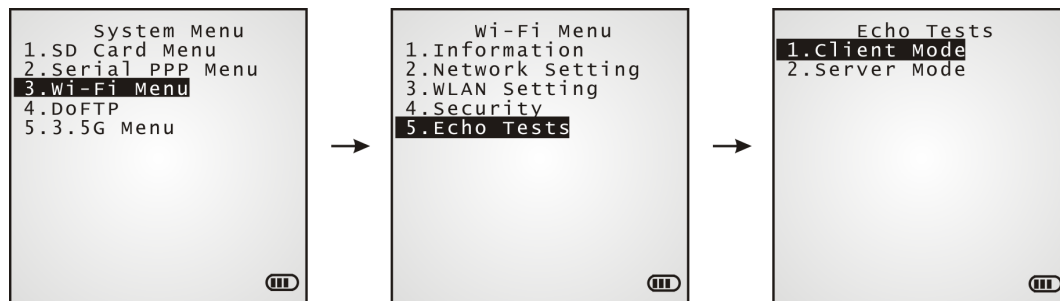 System Menu
1.SD Card Menu
2.Serial PPP Menu
3.Wi-Fi Menu
4.DoFTP
5.3.5G Menu
Wi-Fi Menu
1.Information
2.Network Setting
3.WLAN Setting
4.Security
5.Echo Tests
Echo Tests
1.Client Mode
2.Server Mode